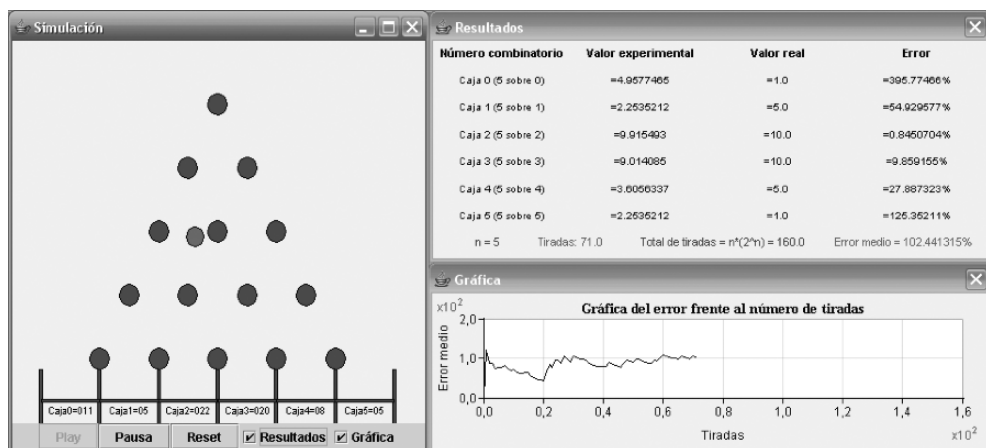 Simulación
Caja0=011 Caja1=05 Caja2=022 Caja3=020 Caja4=08 Caja5=05
Play Pausa Reset Resultados Gráfica
Resultados
Número combinatorio Valor experimental Valor real Error
Caja 0 (5 sobre 0) =4.9577465 =1.0 =395.77466%
Caja 1 (5 sobre 1) =2.2535212 =5.0 =54.929577%
Caja 2 (5 sobre 2) =9.915493 =10.0 =0.8450704%
Caja 3 (5 sobre 3) =9.014085 =10.0 =9.859155%
Caja 4 (5 sobre 4) =3.6056337 =5.0 =27.887323%
Caja 5 (5 sobre 5) =2.2535212 =1.0 =125.35211%
n = 5 Tiradas: 71.0 Total de tiradas = n*(2^n) = 160.0 Error medio = 102.441315%
Gráfica
Gráfica del error frente al número de tiradas
x10²
2,0
1,0
0,0
Error medio
0,0 0,2 0,4 0,6 0,8 1,0 1,2 1,4 1,6
Tiradas x10²